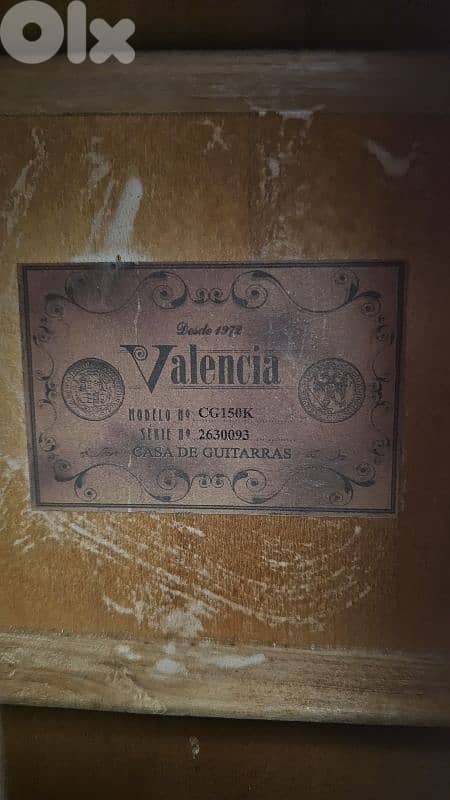 OLX
Desde 1972
Valencia
MODELO Nº CG150K
SERIE Nº 2630093
CASA DE GUITARRAS